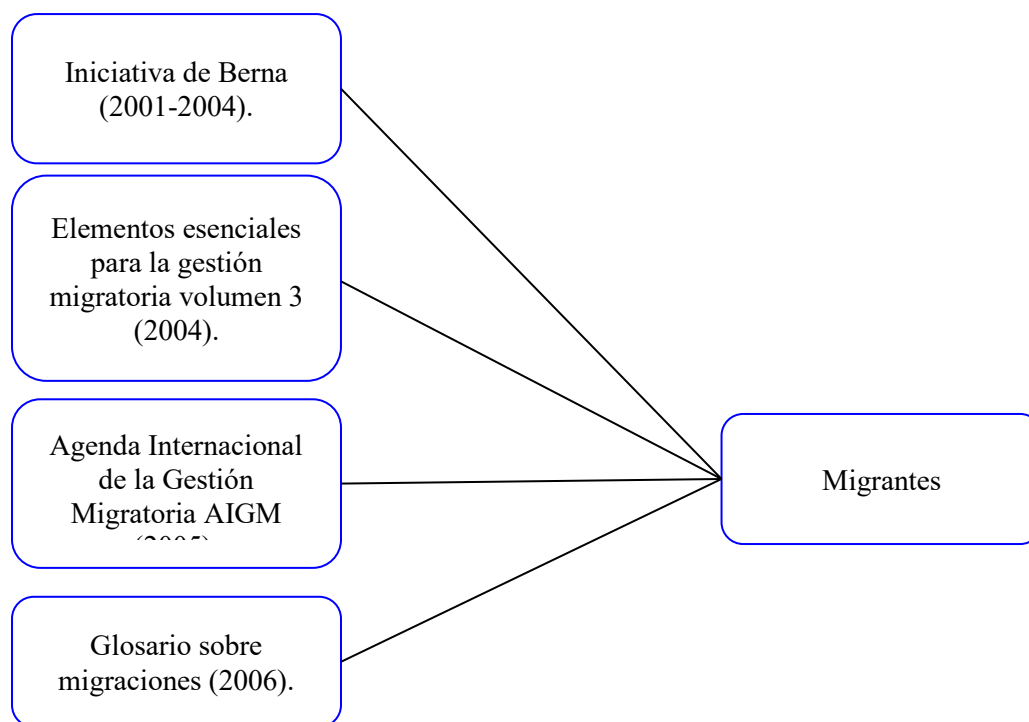 Iniciativa de Berna
(2001-2004).
Elementos esenciales
para la gestión
migratoria volumen 3
(2004).
Agenda Internacional
de la Gestión
Migratoria AIGM
Migrantes
Glosario sobre
migraciones (2006).